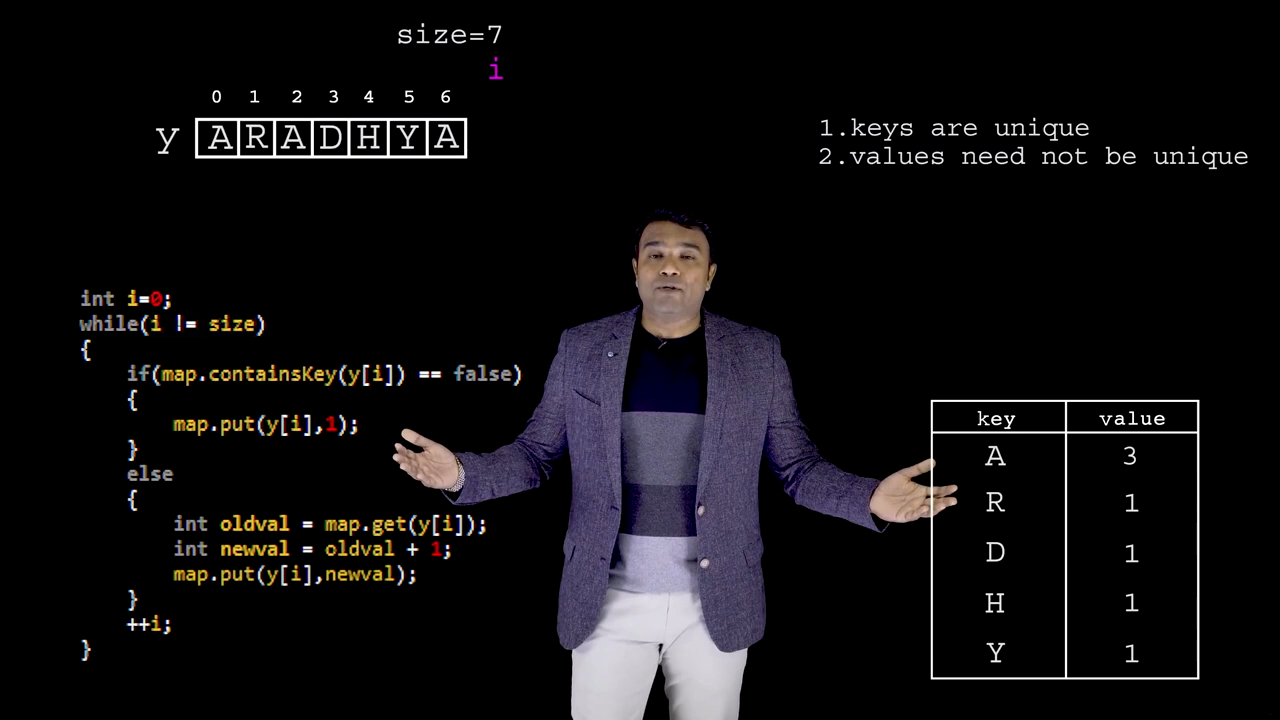 size=7
i
0 1 2 3 4 5 6
y A R A D H Y A
1.keys are unique
2.values need not be unique
int i=0;
while(i != size)
{
if(map.containsKey(y[i]) == false)
{
map.put(y[i],1);
}
else
{
int oldval = map.get(y[i]);
int newval = oldval + 1;
map.put(y[i],newval);
}
++i;
}
key value
A 3
R 1
D 1
H 1
Y 1